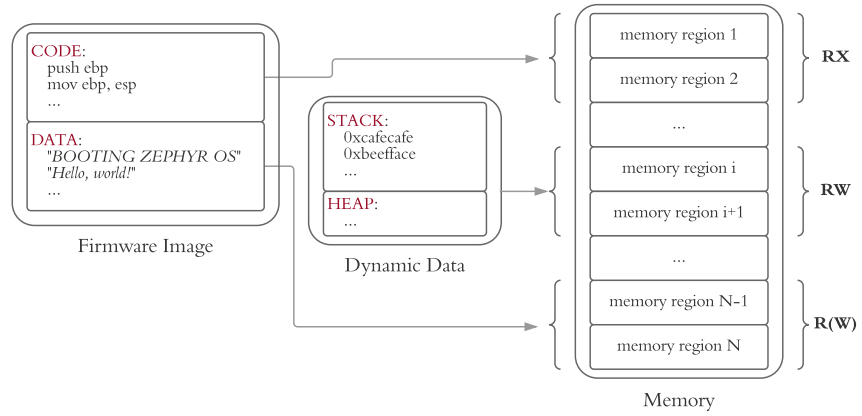 CODE:
push ebp
mov ebp, esp
...
DATA:
"BOOTING ZEPHYR OS"
"Hello, world!"
...
Firmware Image
STACK:
0xcafecafe
0xbeefface
...
HEAP:
...
Dynamic Data
memory region 1
memory region 2
...
memory region i
memory region i+1
...
memory region N-1
memory region N
Memory
RX
RW
R(W)